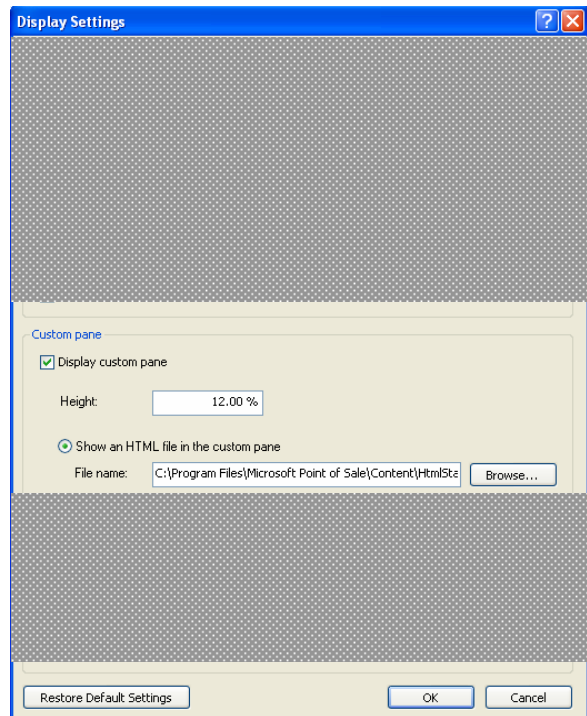 Display Settings
Custom pane
Display custom pane
Height: 12.00 %
Show an HTML file in the custom pane
File name: C:\Program Files\Microsoft Point of Sale\Content\HtmlSta Browse...
Restore Default Settings OK Cancel